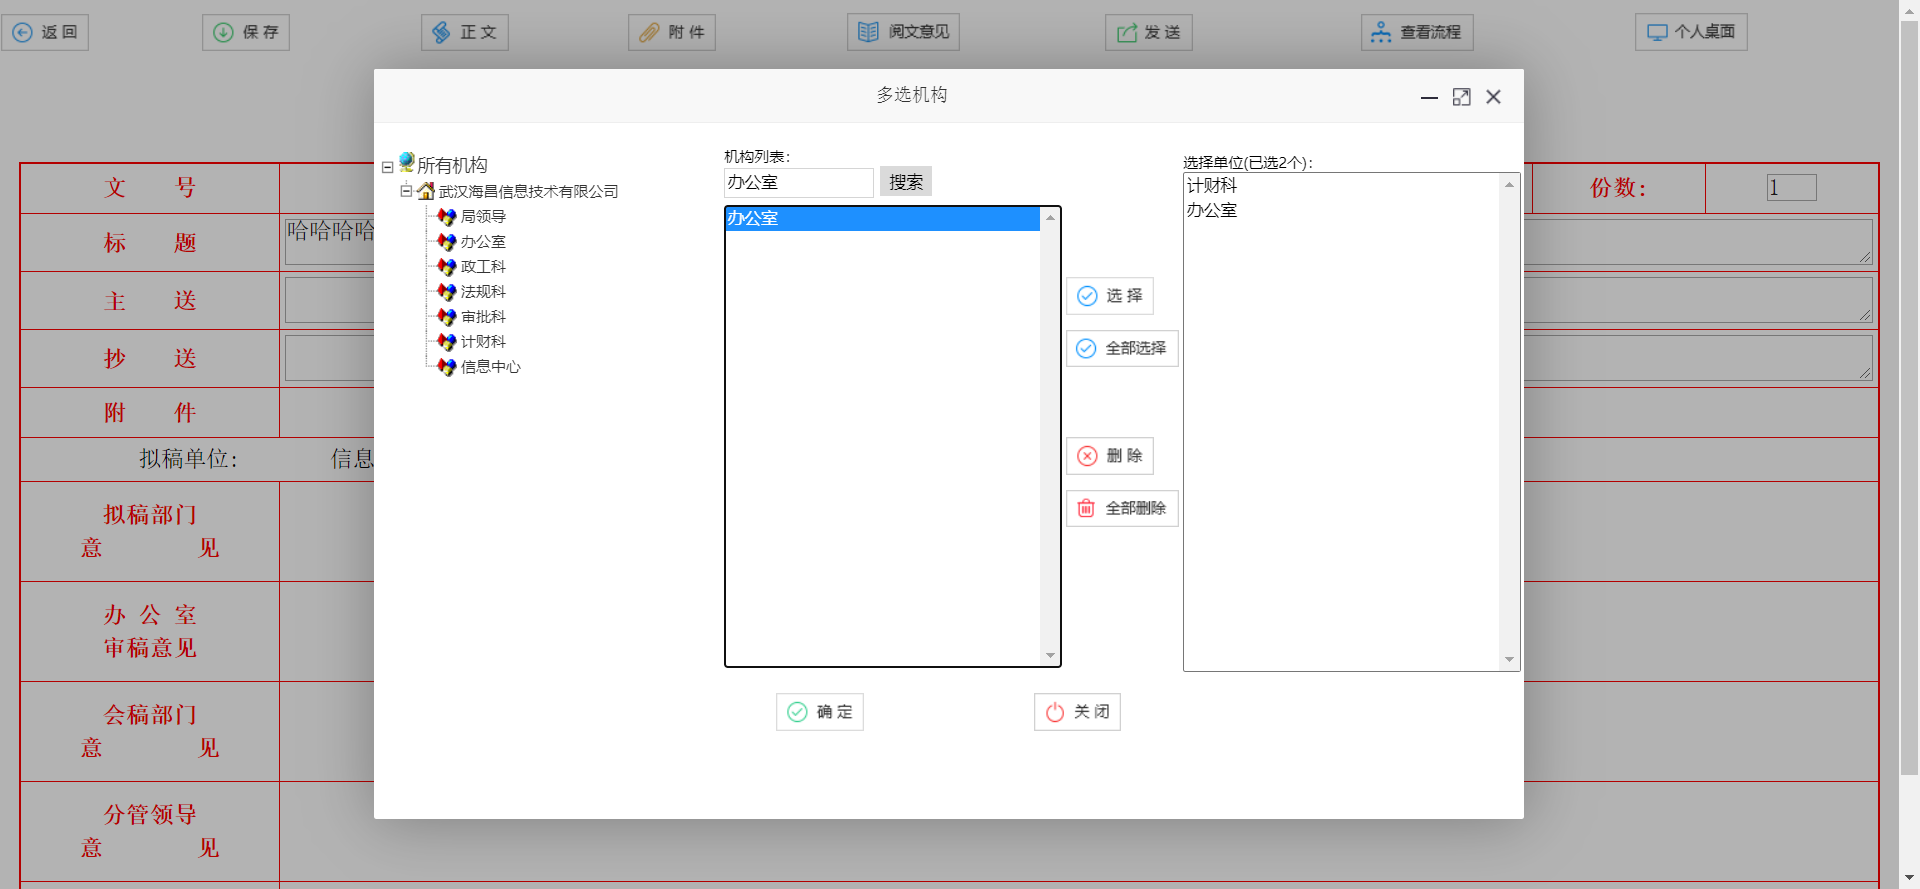 返 回 保 存 正 文 附 件 阅文意见 发 送 查看流程 个人桌面
多选机构
所有机构
武汉海昌信息技术有限公司
局领导
办公室
政工科
法规科
审批科
计财科
信息中心
机构列表：
办公室 搜索
办公室
选 择
全部选择
删 除
全部删除
选择单位(已选2个)：
计财科
办公室
确 定 关 闭
文 号 份数： 1
标 题 哈哈哈哈
主 送
抄 送
附 件
拟稿单位： 信息
拟稿部门
意 见
办 公 室
审稿意见
会稿部门
意 见
分管领导
意 见